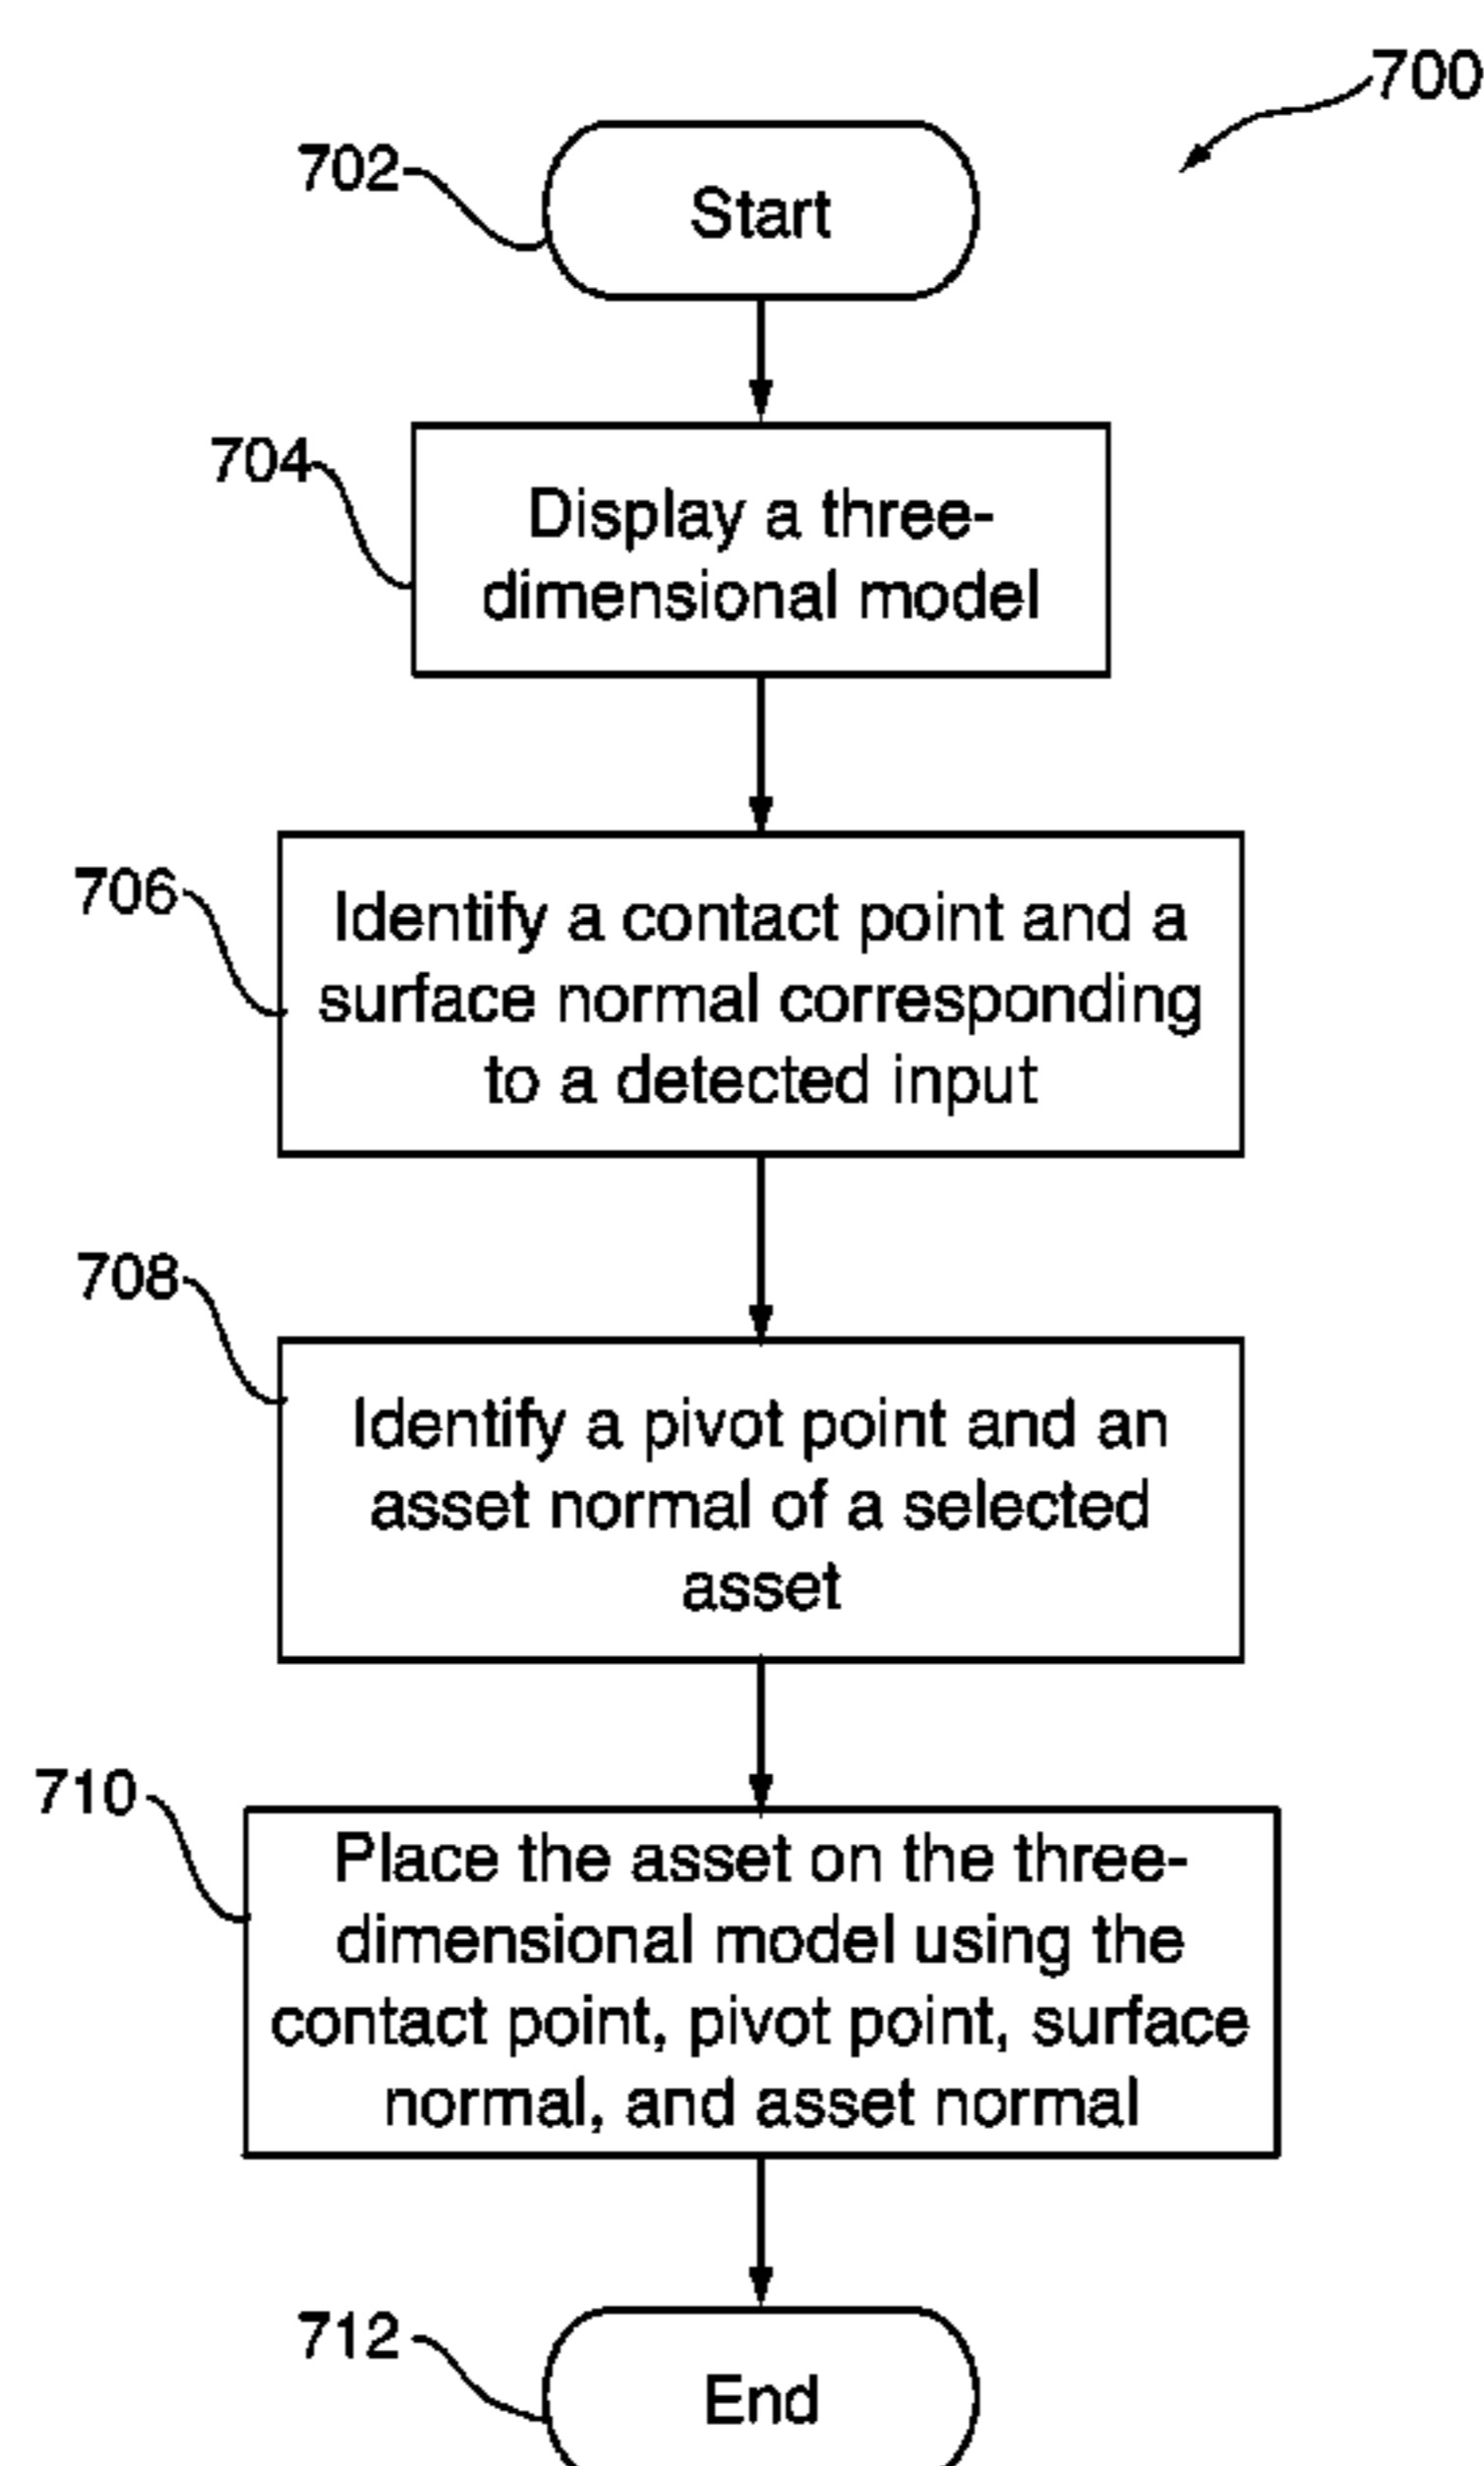 700
702
Start
704
Display a three-
dimensional model
706
Identify a contact point and a
surface normal corresponding
to a detected input
708
Identify a pivot point and an
asset normal of a selected
asset
710
Place the asset on the three-
dimensional model using the
contact point, pivot point, surface
normal, and asset normal
712
End